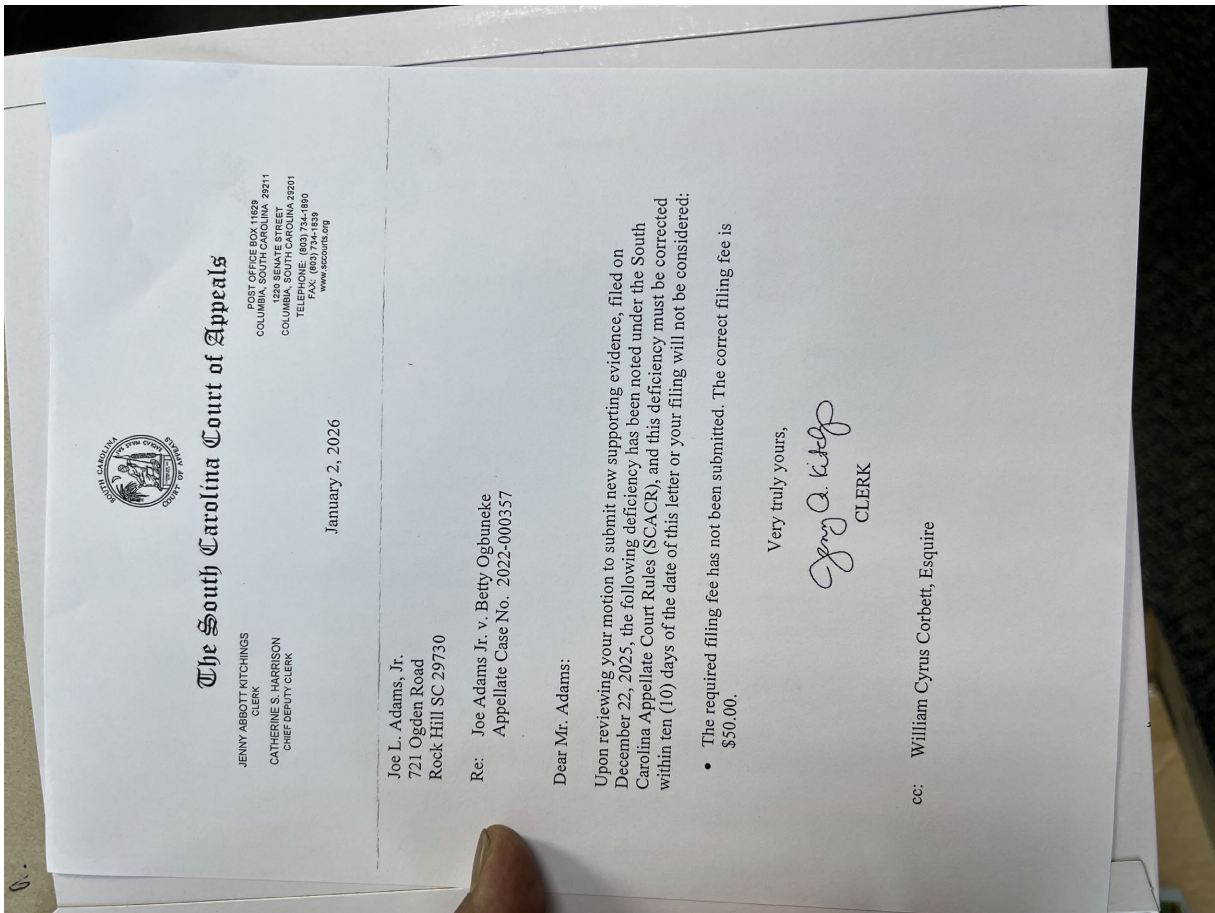 SOUTH CAROLINA
COURT OF APPEALS
The South Carolina Court of Appeals
JENNY ABBOTT KITCHINGS
CLERK
CATHERINE S. HARRISON
CHIEF DEPUTY CLERK
POST OFFICE BOX 11629
COLUMBIA, SOUTH CAROLINA 29211
1220 SENATE STREET
COLUMBIA, SOUTH CAROLINA 29201
TELEPHONE: (803) 734-1890
FAX: (803) 734-1839
www.sccourts.org
January 2, 2026
Joe L. Adams, Jr.
721 Ogden Road
Rock Hill SC 29730
Re: Joe Adams Jr. v. Betty Ogbuneke
Appellate Case No. 2022-000357
Dear Mr. Adams:
Upon reviewing your motion to submit new supporting evidence, filed on
December 22, 2025, the following deficiency has been noted under the South
Carolina Appellate Court Rules (SCACR), and this deficiency must be corrected
within ten (10) days of the date of this letter or your filing will not be considered:
• The required filing fee has not been submitted. The correct filing fee is
$50.00.
Very truly yours,
Jenny A. Kitchings
CLERK
cc: William Cyrus Corbett, Esquire